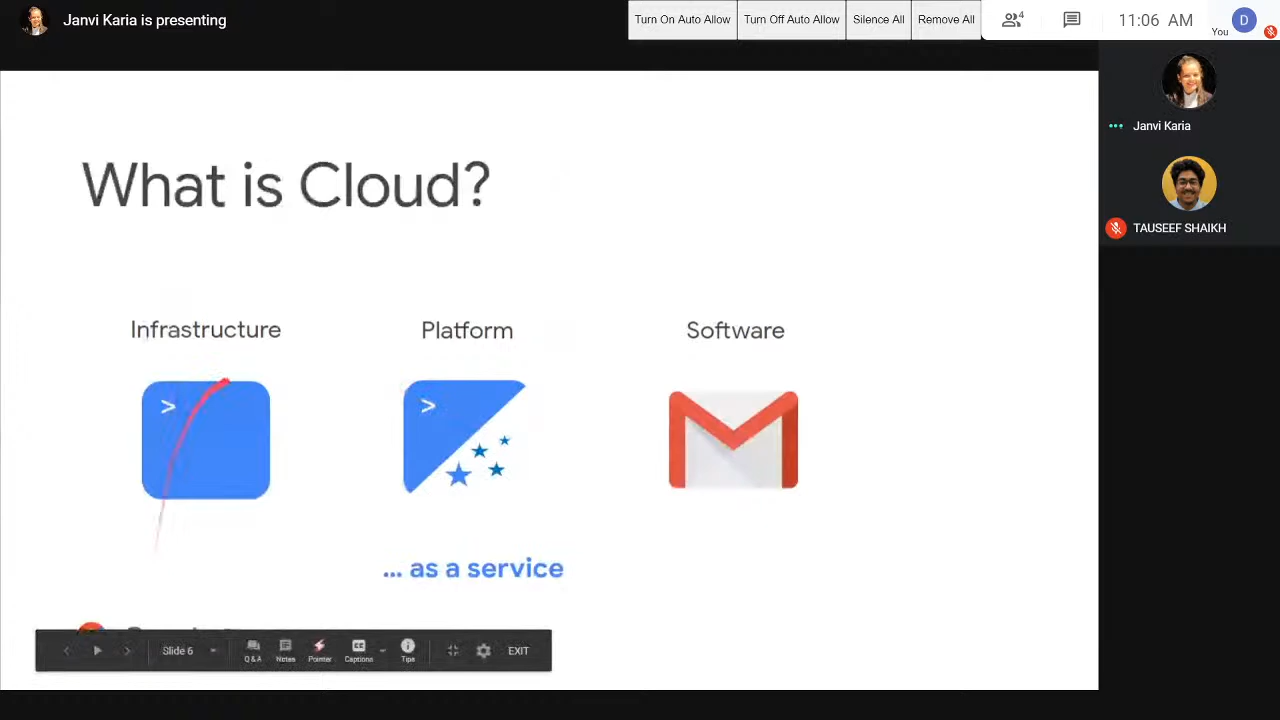 Janvi Karia is presenting
Turn On Auto Allow
Turn Off Auto Allow
Silence All
Remove All
4
11:06 AM
You
D
Janvi Karia
TAUSEEF SHAIKH
What is Cloud?
Infrastructure
Platform
Software
>
>
... as a service
Slide 6
Q & A
Notes
Pointer
CC
Captions
Tips
EXIT